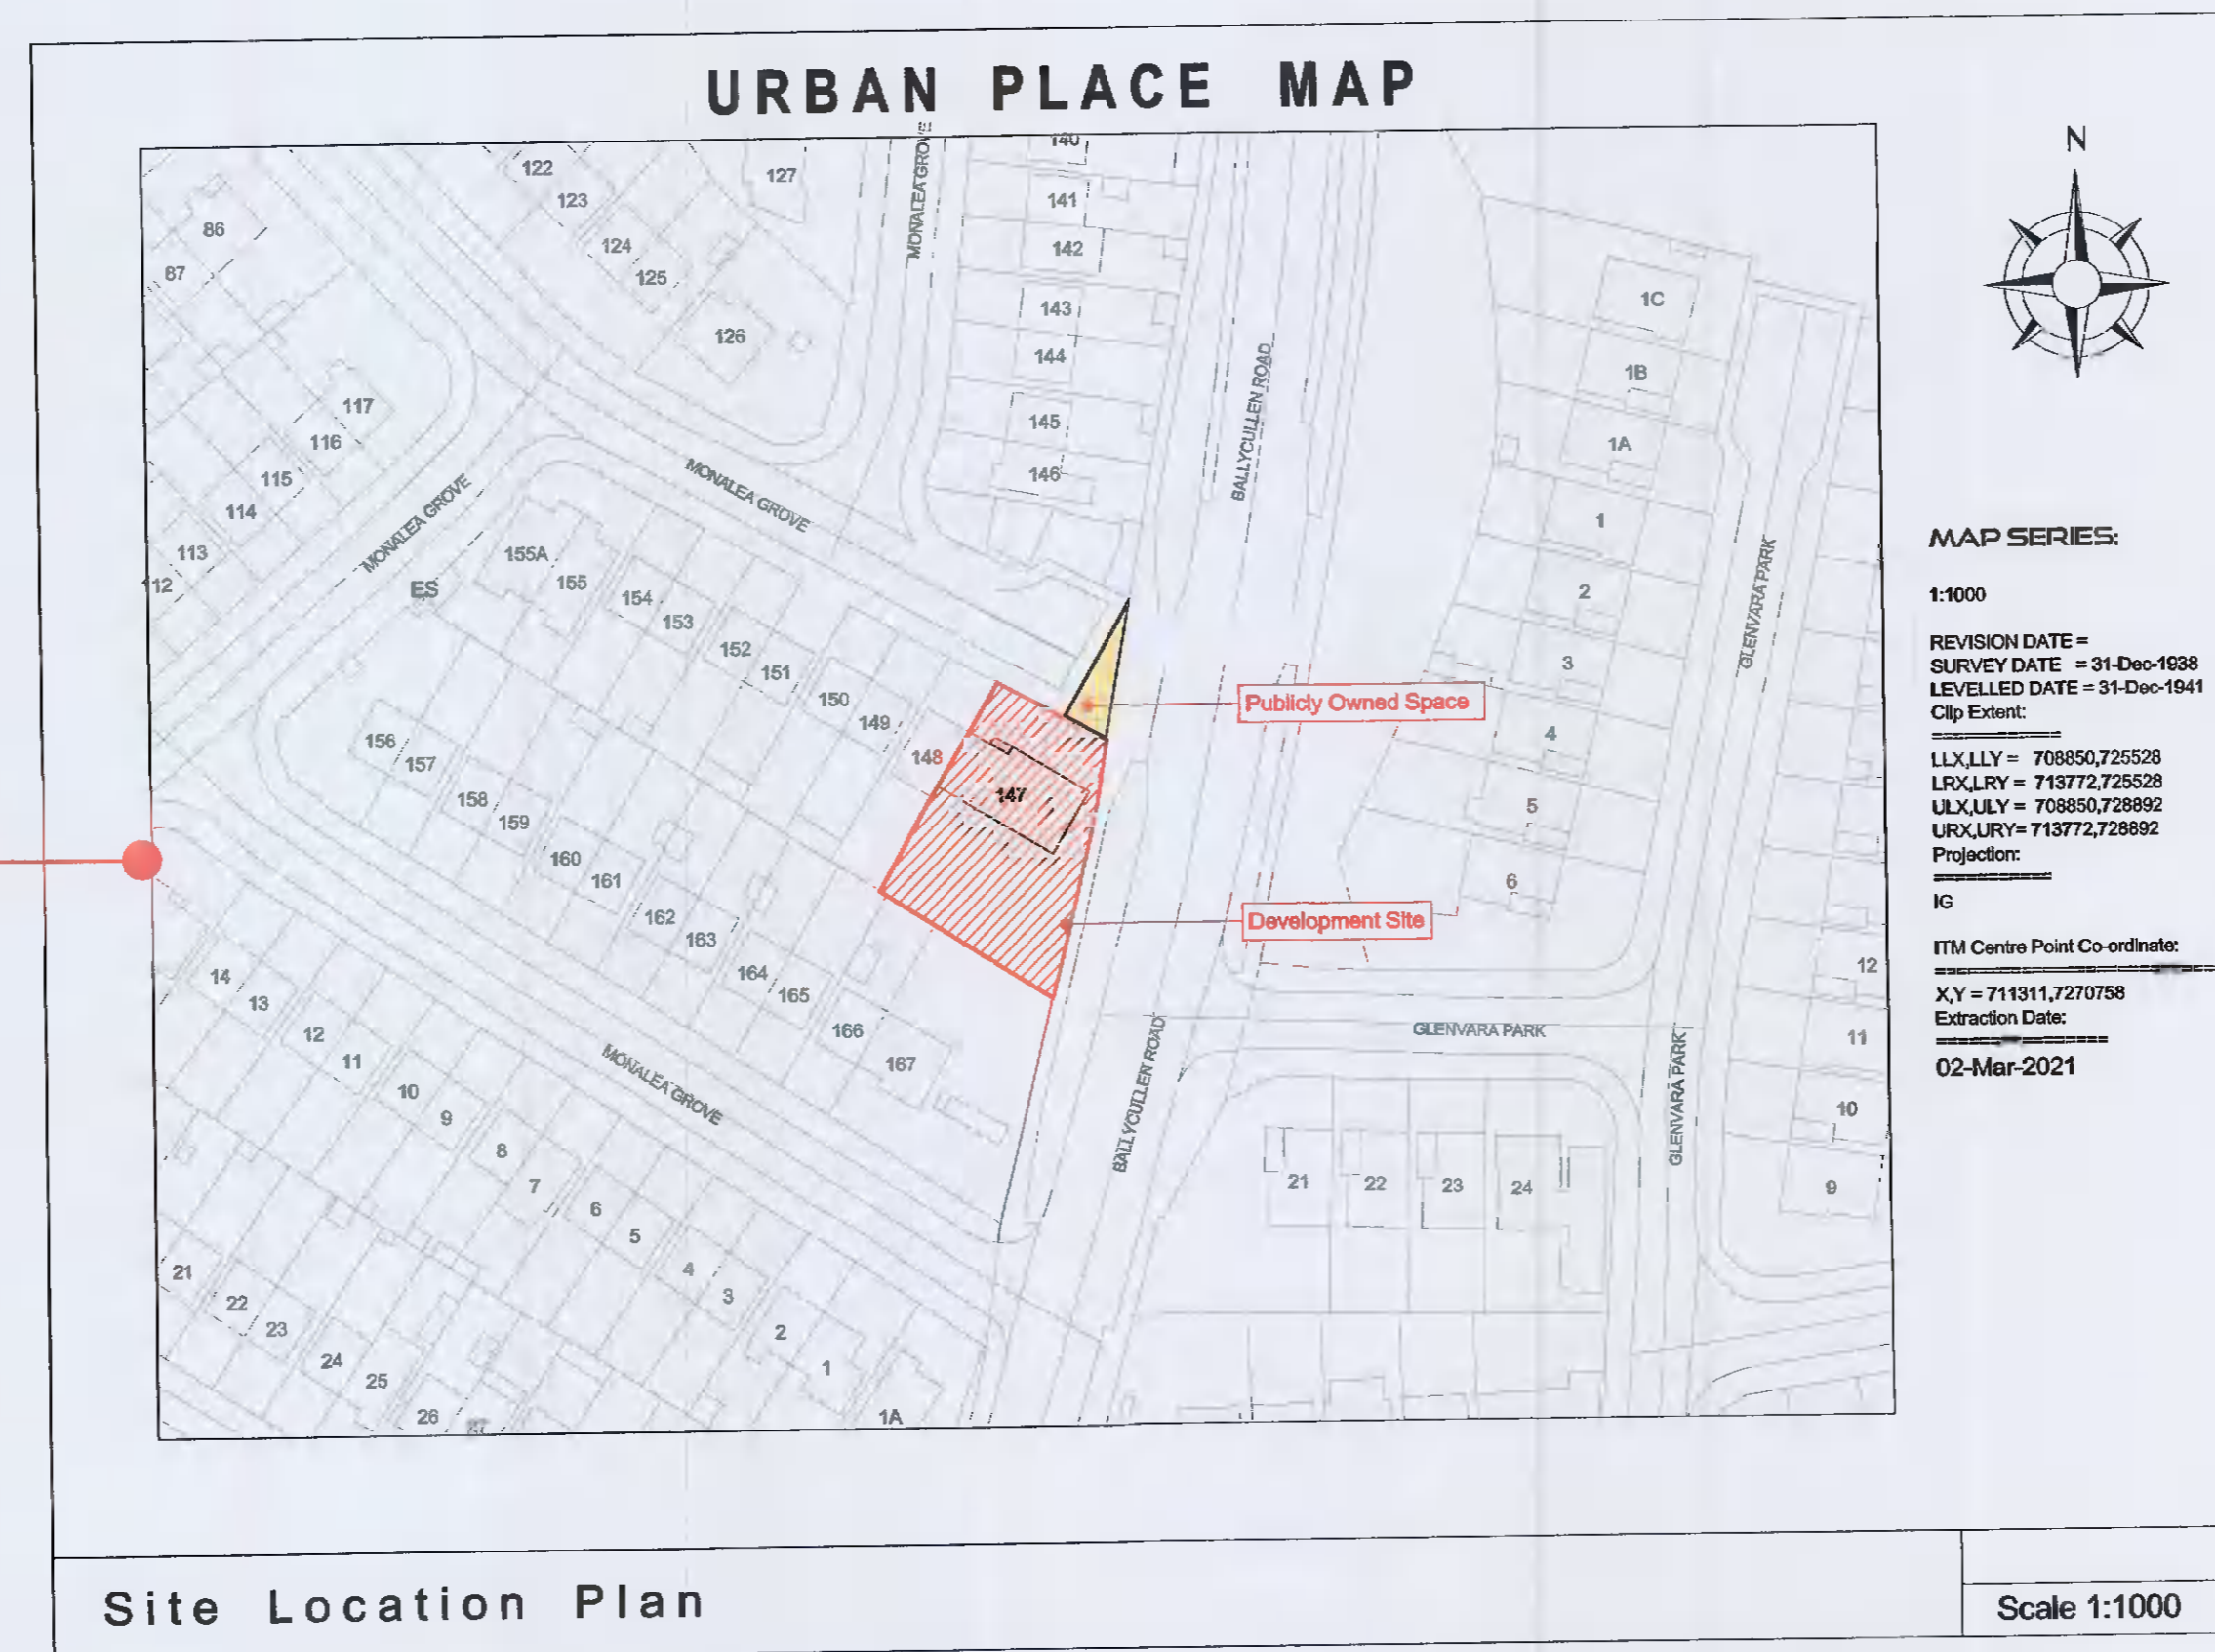 URBAN PLACE MAP
N
MAP SERIES:
1:1000
REVISION DATE =
SURVEY DATE = 31-Dec-1938
LEVELLED DATE = 31-Dec-1941
Clip Extent:
============
LLX,LLY = 708850,725528
LRX,LRY = 713772,725528
ULX,ULY = 708850,728892
URX,URY= 713772,728892
Projection:
===========
IG
ITM Centre Point Co-ordinate:
X,Y = 711311,7270758
Extraction Date:
02-Mar-2021
140
122
127
MONALEA GROVE
123
141
86
124
142
87
125
1C
143
126
144
1B
BALLYCULLEN ROAD
117
145
1A
116
146
115
MONALEA GROVE
114
1
MONALEA GROVE
113
155A
155
112
ES
154
2
GLENVARA PARK
153
152
3
151
150
Publicly Owned Space
149
4
156
148
157
147
158
5
159
160
161
6
162
Development Site
163
14
164
12
13
165
12
166
GLENVARA PARK
11
11
167
MONALEA GROVE
BALLYCULLEN ROAD
GLENVARA PARK
10
9
10
8
7
21
22
23
24
9
6
5
21
4
3
22
23
2
24
1
25
26
1A
Site Location Plan
Scale 1:1000